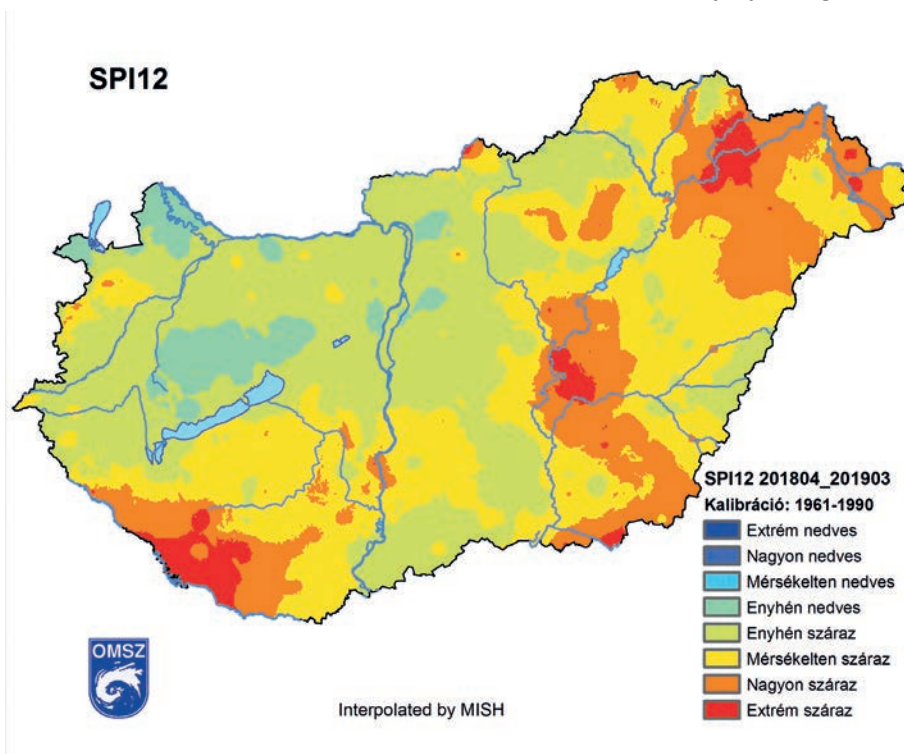 SPI12
SPI12 201804_201903
Kalibráció: 1961-1990
Extrém nedves
Nagyon nedves
Mérsékelten nedves
Enyhén nedves
Enyhén száraz
Mérsékelten száraz
Nagyon száraz
Extrém száraz
OMSZ
Interpolated by MISH